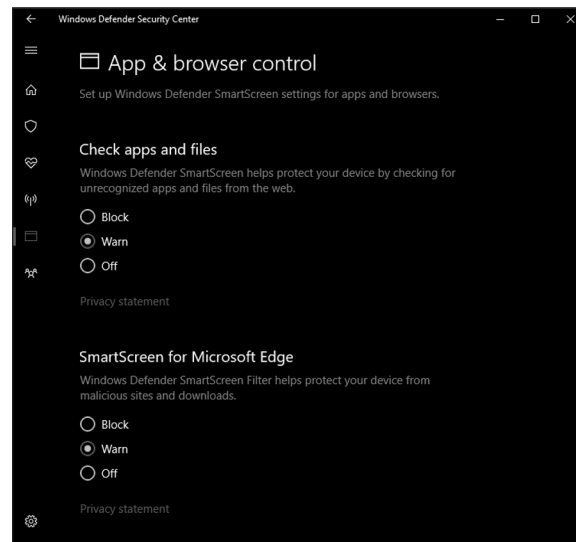 Windows Defender Security Center
App & browser control
Set up Windows Defender SmartScreen settings for apps and browsers.
Check apps and files
Windows Defender SmartScreen helps protect your device by checking for
unrecognized apps and files from the web.
Block
Warn
Off
Privacy statement
SmartScreen for Microsoft Edge
Windows Defender SmartScreen Filter helps protect your device from
malicious sites and downloads.
Block
Warn
Off
Privacy statement